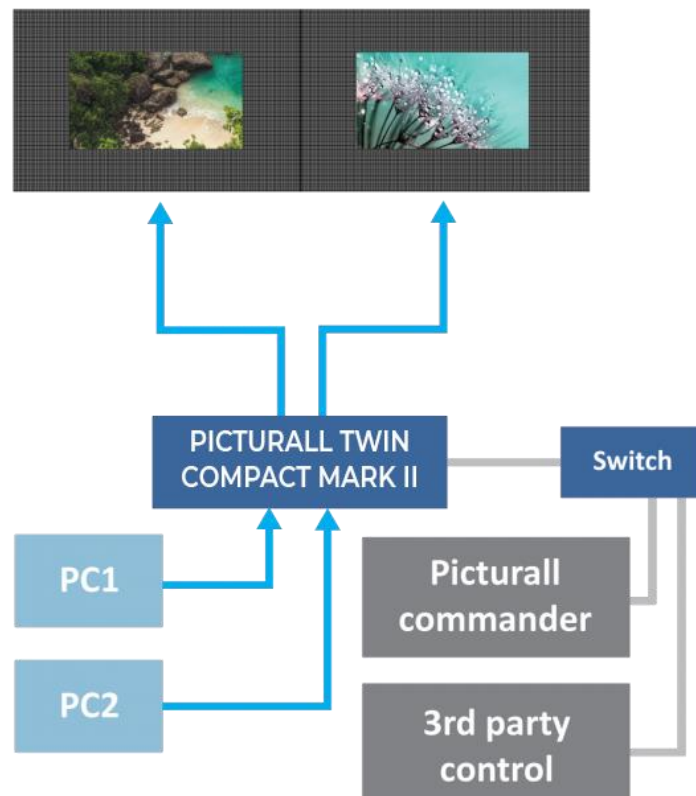 PICTURALL TWIN
COMPACT MARK II
Switch
PC1
Picturall
commander
PC2
3rd party
control